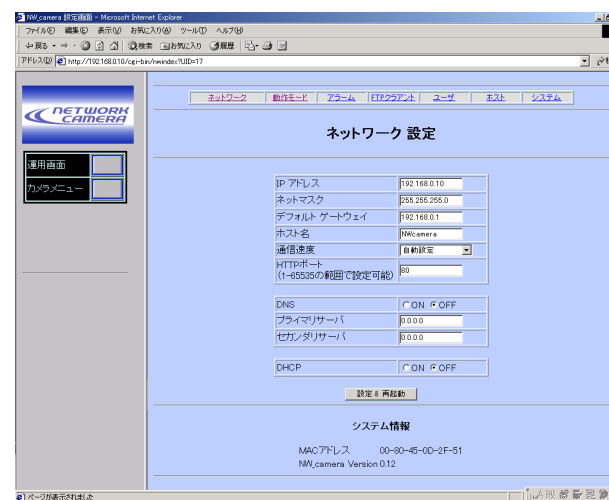 NW_camera 設定画面 - Microsoft Internet Explorer
ファイル(F) 編集(E) 表示(V) お気に入り(A) ツール(T) ヘルプ(H)
戻る 検索 お気に入り 履歴
アドレス(D) http://192.168.0.10/cgi-bin/nwindex?UID=17
NETWORK
CAMERA
運用画面
カメラメニュー
ネットワーク 動作モード アラーム FTPクライアント ユーザ ホスト システム
ネットワーク 設定
IP アドレス 192.168.0.10
ネットマスク 255.255.255.0
デフォルト ゲートウェイ 192.168.0.1
ホスト名 NWcamera
通信速度 自動設定
HTTPポート
(1-65535の範囲で設定可能) 80
DNS ON OFF
プライマリサーバ 0.0.0.0
セカンダリサーバ 0.0.0.0
DHCP ON OFF
設定 & 再起動
システム情報
MACアドレス 00-80-45-0D-2F-51
NW_camera Version 0.12
ページが表示されました
A 般